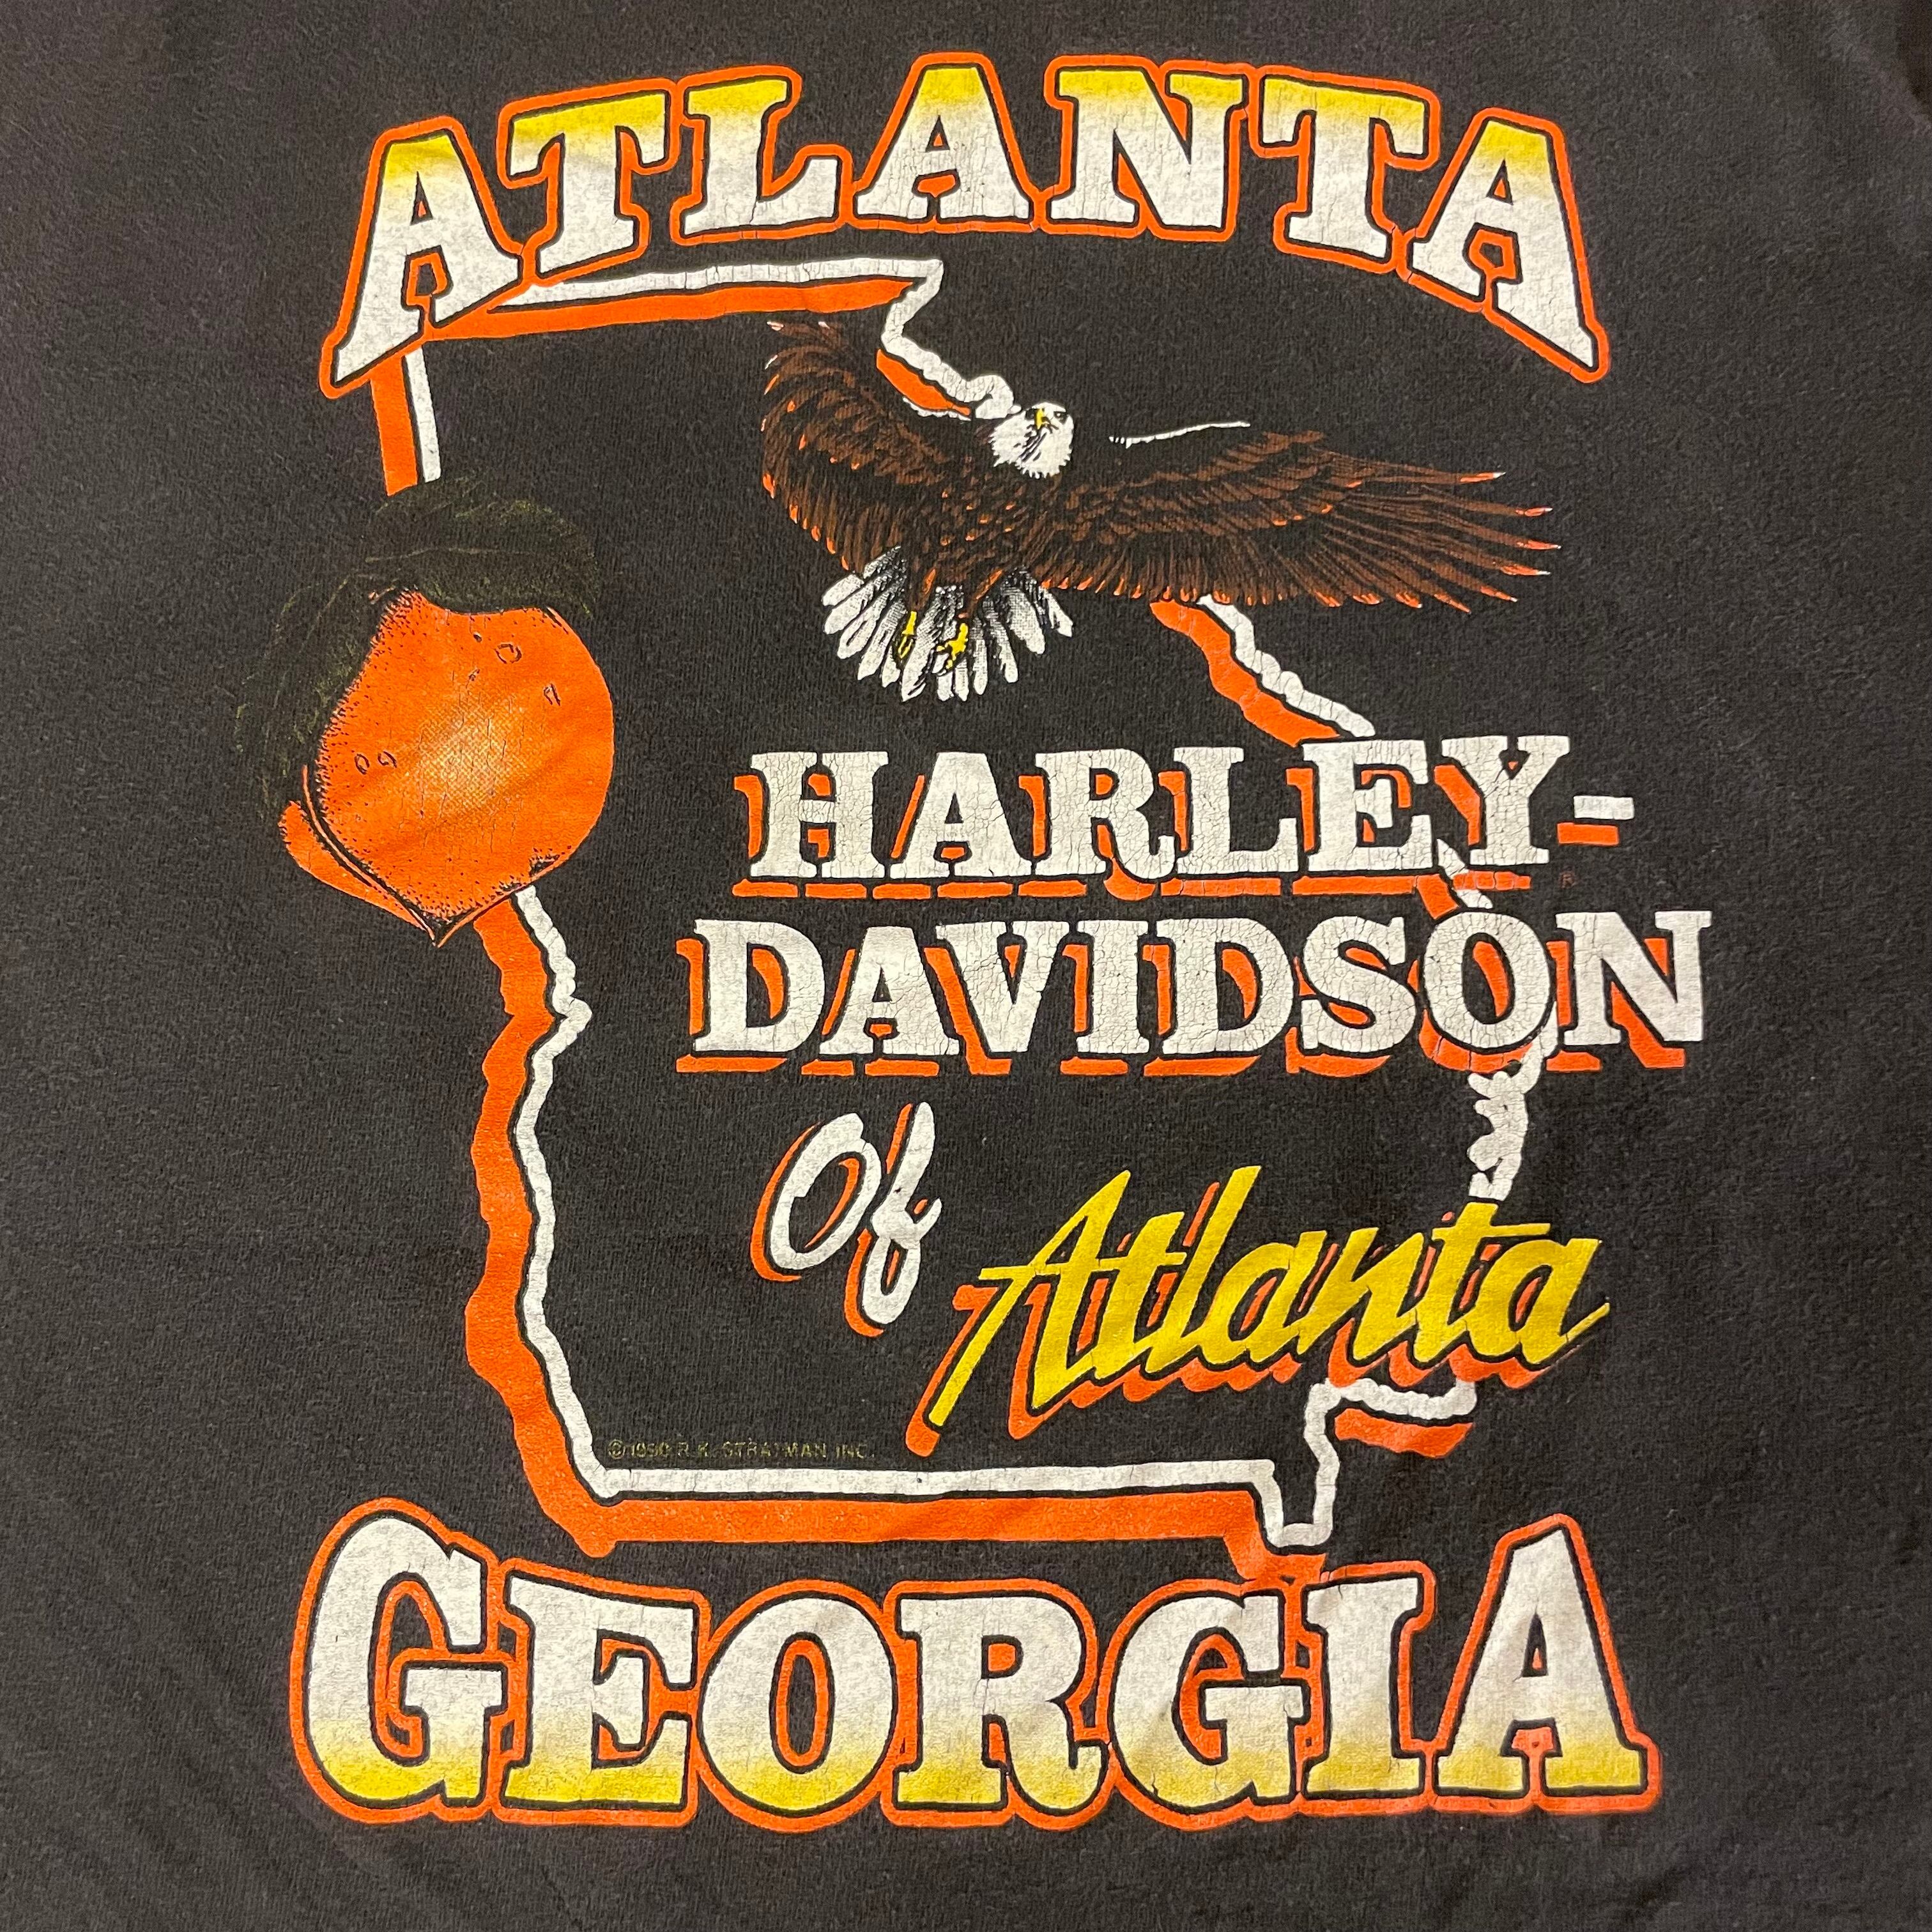 ATLANTA
HARLEY-
®
DAVIDSON
Of
Atlanta
©1990 R.K. STRATMAN INC.
GEORGIA